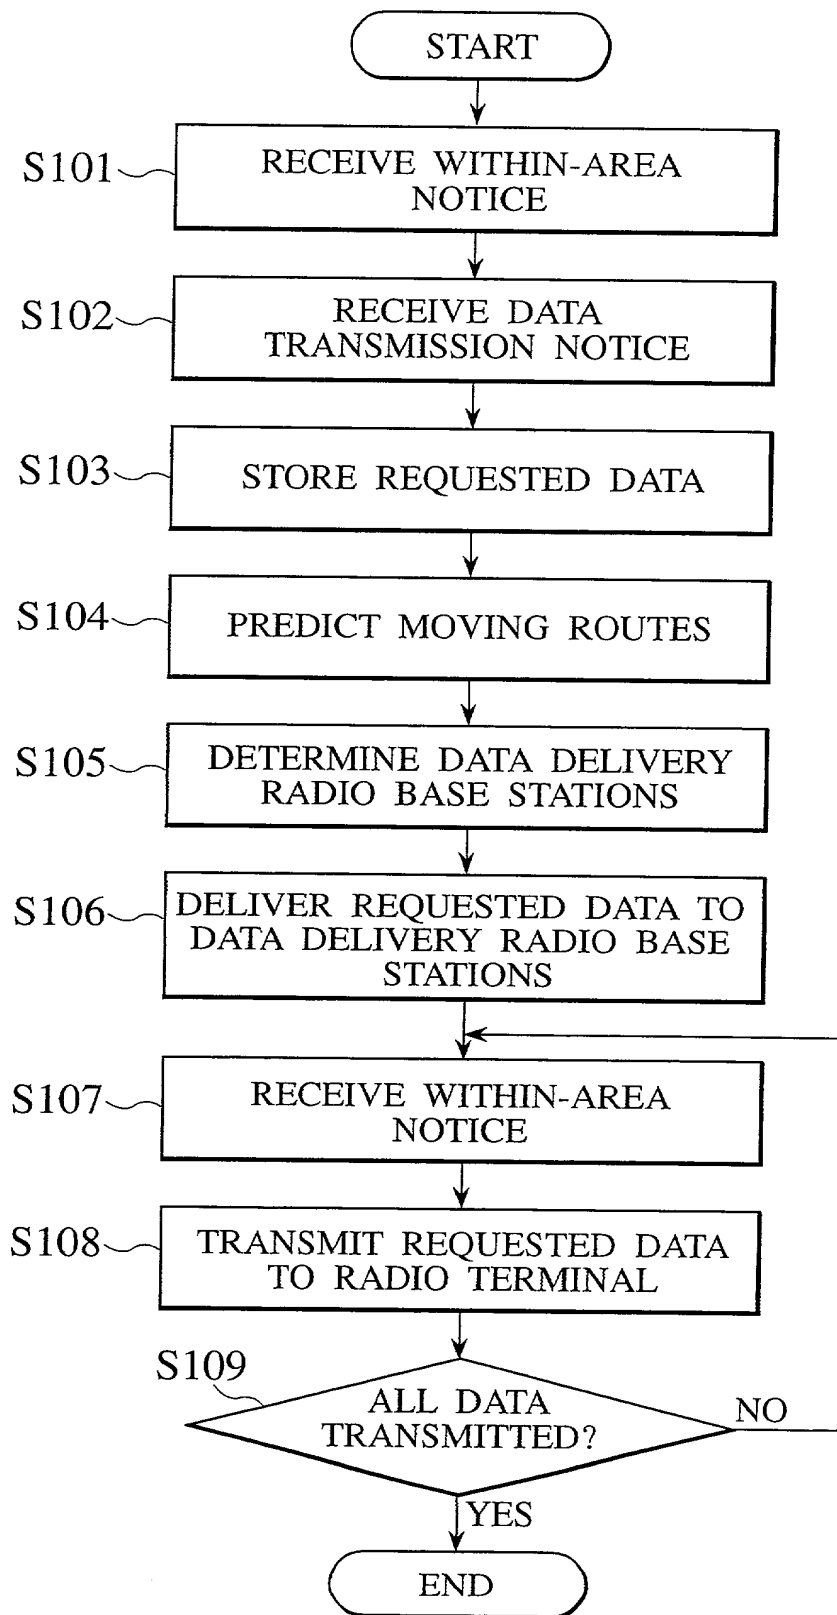 START
S101
RECEIVE WITHIN-AREA
NOTICE
S102
RECEIVE DATA
TRANSMISSION NOTICE
S103
STORE REQUESTED DATA
S104
PREDICT MOVING ROUTES
S105
DETERMINE DATA DELIVERY
RADIO BASE STATIONS
S106
DELIVER REQUESTED DATA TO
DATA DELIVERY RADIO BASE
STATIONS
S107
RECEIVE WITHIN-AREA
NOTICE
S108
TRANSMIT REQUESTED DATA
TO RADIO TERMINAL
S109
ALL DATA
TRANSMITTED?
NO
YES
END